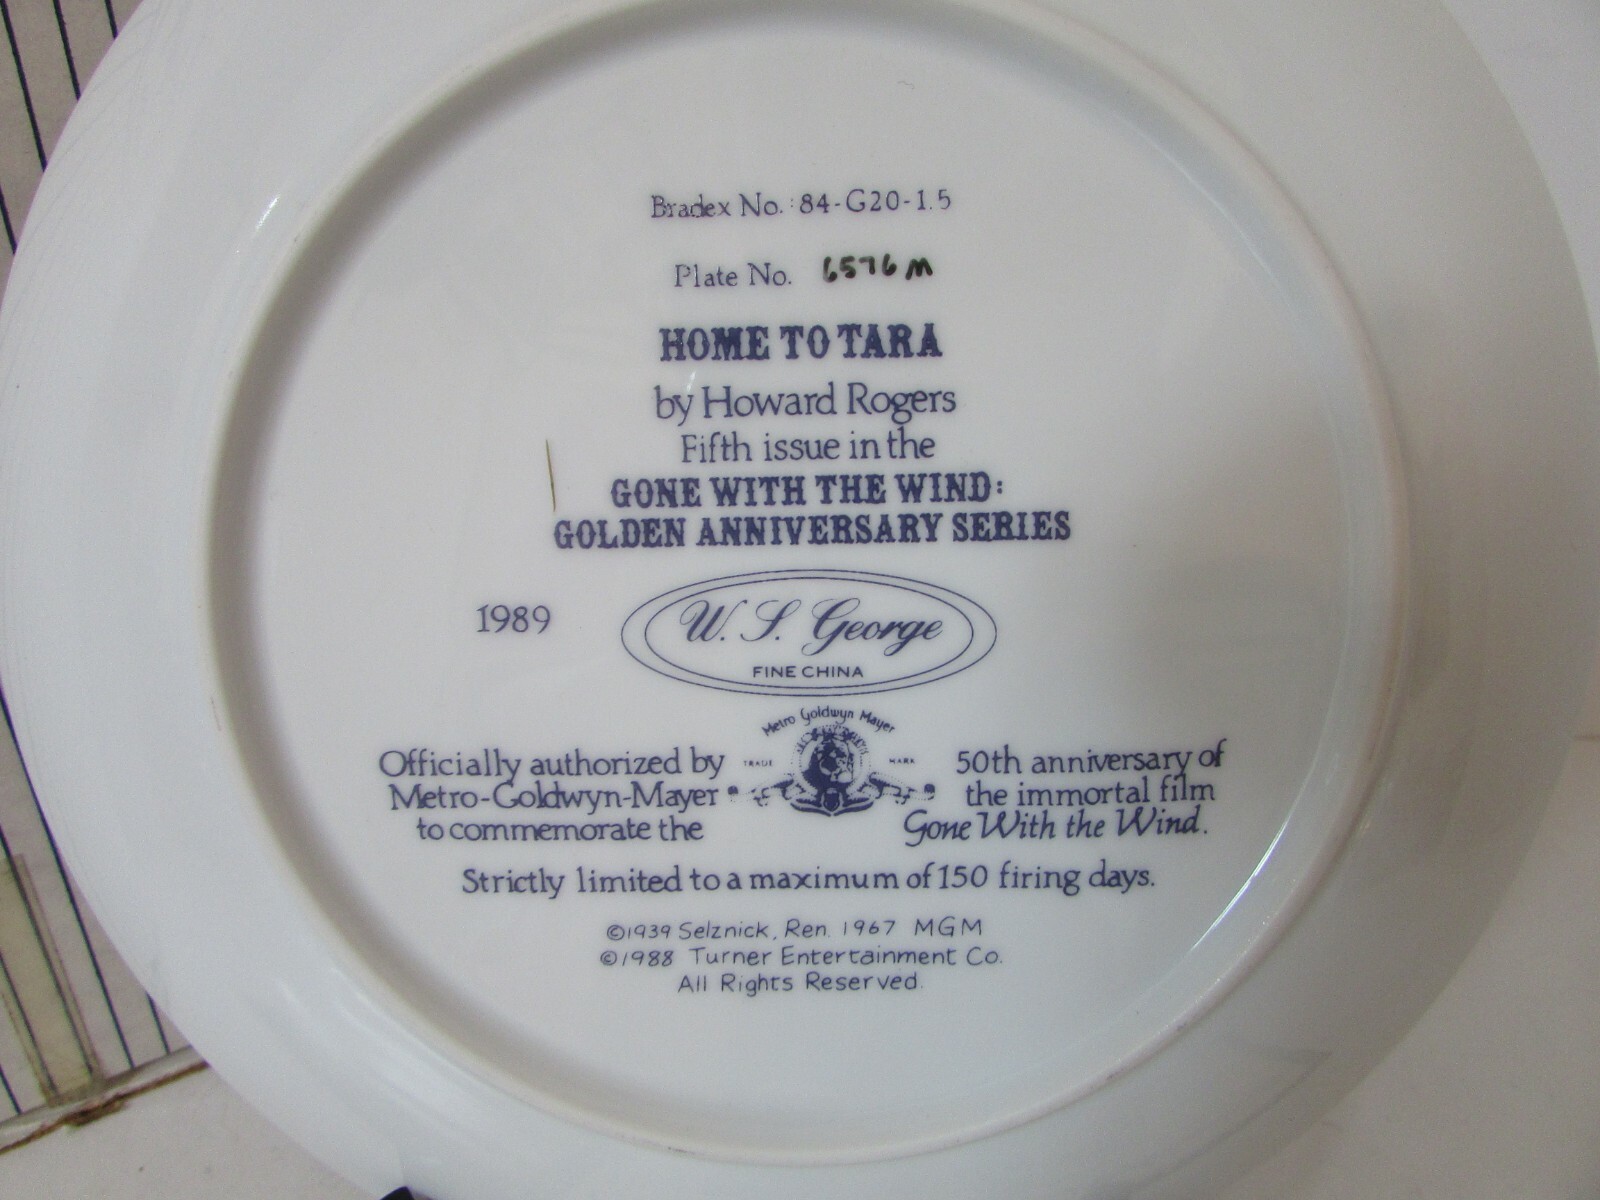 Bradex No.: 84-G20-1.5
Plate No. 6576M
HOME TO TARA
by Howard Rogers
Fifth issue in the
GONE WITH THE WIND:
GOLDEN ANNIVERSARY SERIES
1989
W. S. George
FINE CHINA
Metro Goldwyn Mayer
TRADE MARK
Officially authorized by
Metro-Goldwyn-Mayer
to commemorate the
50th anniversary of
the immortal film
Gone With the Wind.
Strictly limited to a maximum of 150 firing days.
©1939 Selznick, Ren. 1967 MGM
©1988 Turner Entertainment Co.
All Rights Reserved.